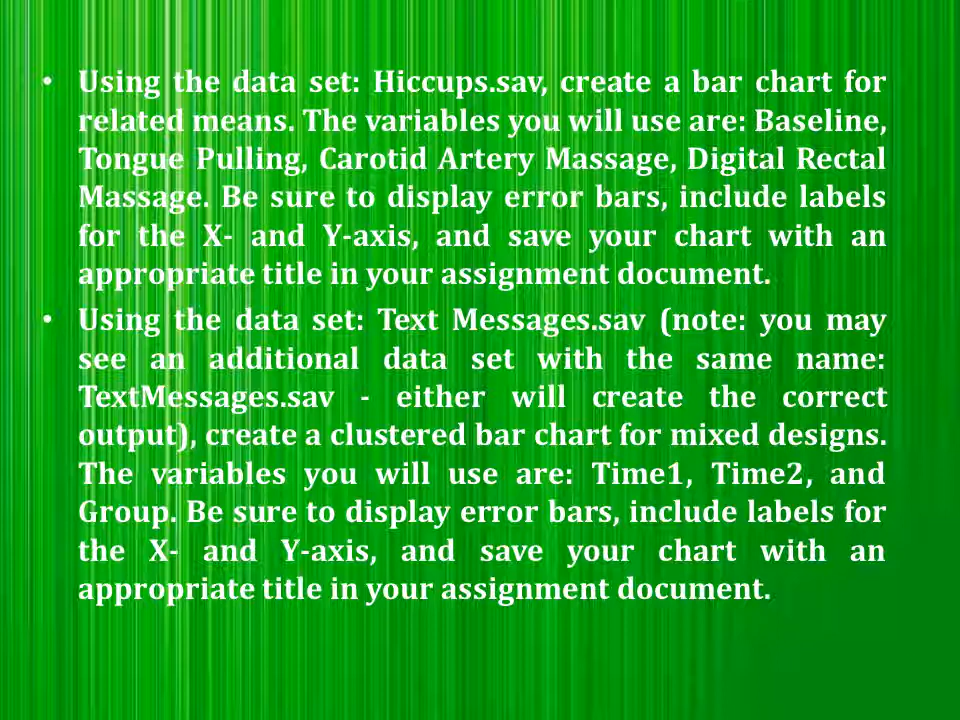 • Using the data set: Hiccups.sav, create a bar chart for
related means. The variables you will use are: Baseline,
Tongue Pulling, Carotid Artery Massage, Digital Rectal
Massage. Be sure to display error bars, include labels
for the X- and Y-axis, and save your chart with an
appropriate title in your assignment document.
• Using the data set: Text Messages.sav (note: you may
see an additional data set with the same name:
TextMessages.sav - either will create the correct
output), create a clustered bar chart for mixed designs.
The variables you will use are: Time1, Time2, and
Group. Be sure to display error bars, include labels for
the X- and Y-axis, and save your chart with an
appropriate title in your assignment document.